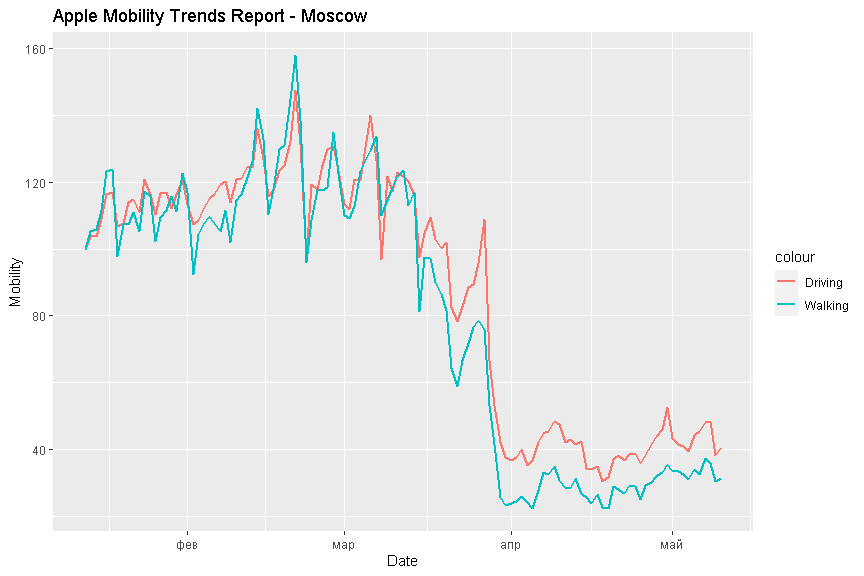 Apple Mobility Trends Report - Moscow
160
120
80
40
Mobility
фев
мар
апр
май
Date
colour
Driving
Walking